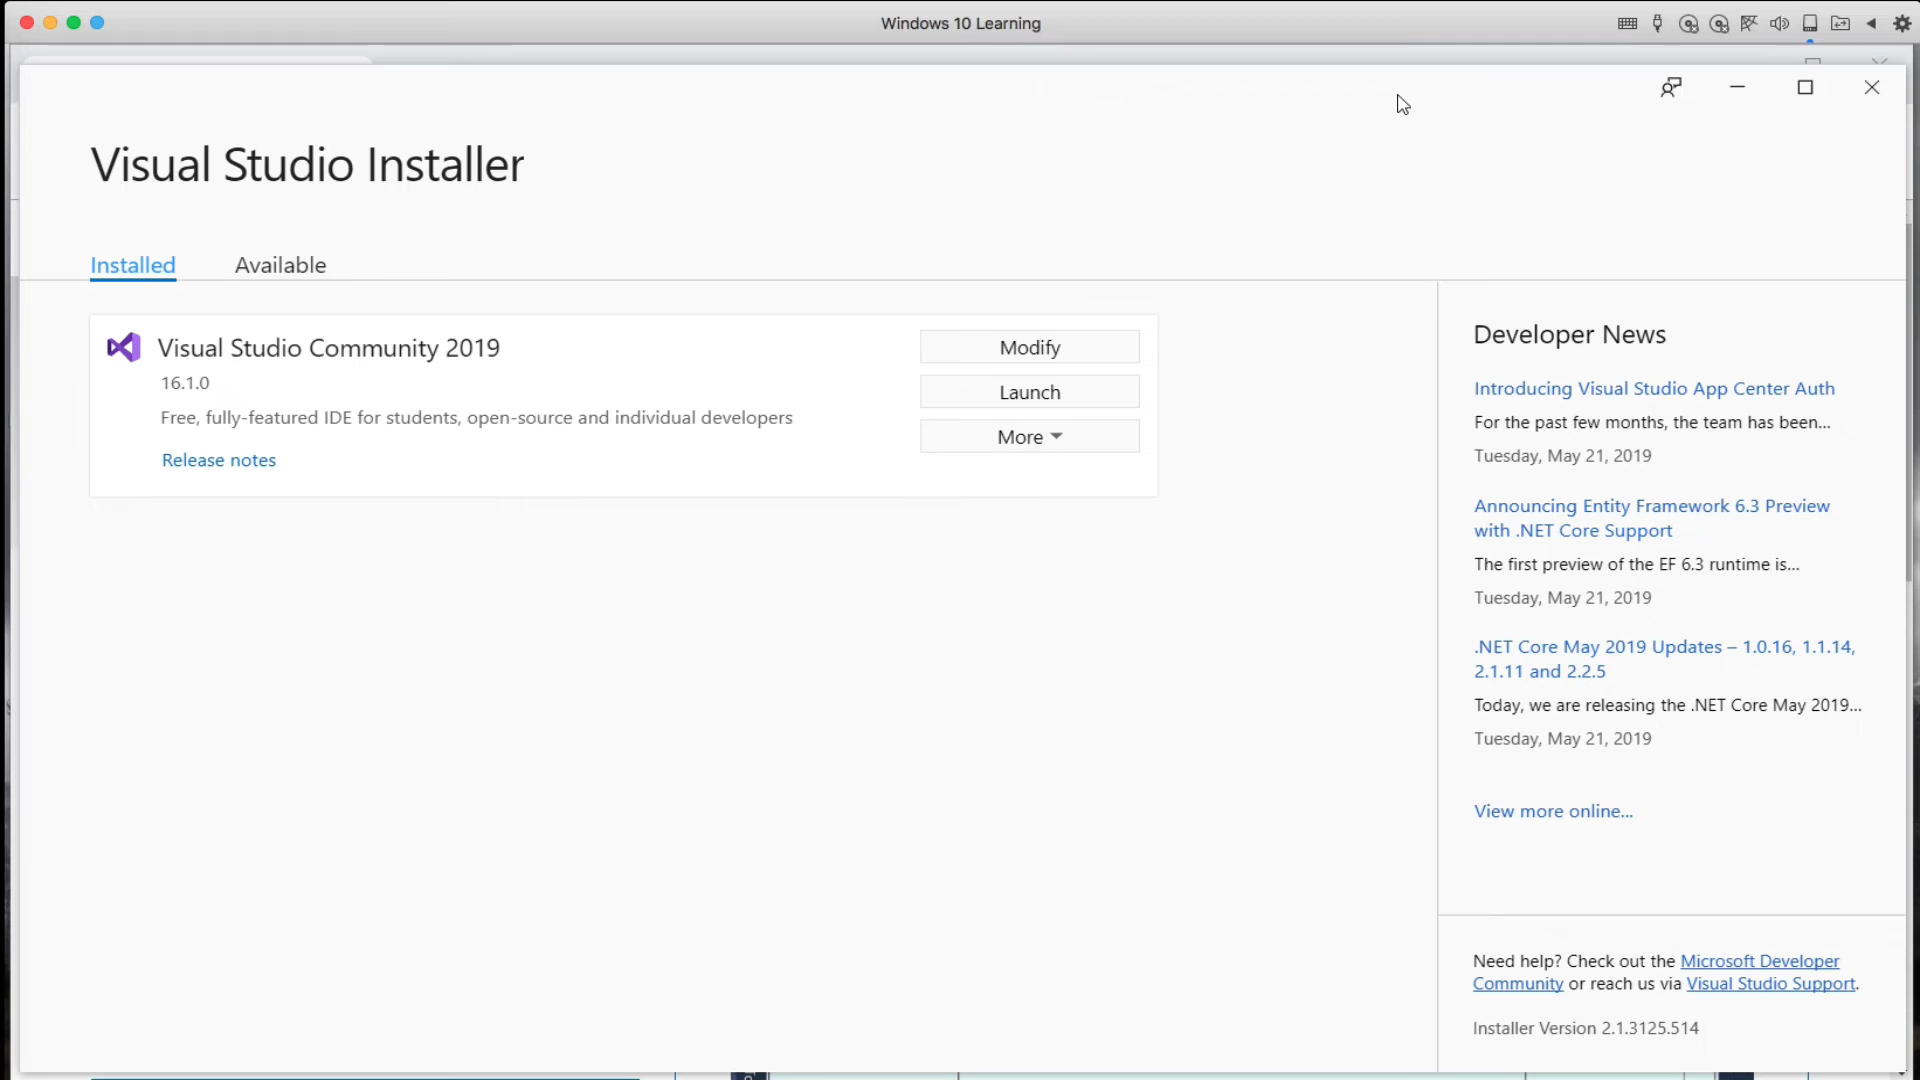 Windows 10 Learning
Visual Studio Installer
Installed
Available
Visual Studio Community 2019
16.1.0
Free, fully-featured IDE for students, open-source and individual developers
Release notes
Modify
Launch
More
Developer News
Introducing Visual Studio App Center Auth
For the past few months, the team has been...
Tuesday, May 21, 2019
Announcing Entity Framework 6.3 Preview
with .NET Core Support
The first preview of the EF 6.3 runtime is...
Tuesday, May 21, 2019
.NET Core May 2019 Updates – 1.0.16, 1.1.14,
2.1.11 and 2.2.5
Today, we are releasing the .NET Core May 2019...
Tuesday, May 21, 2019
View more online...
Need help? Check out the Microsoft Developer
Community or reach us via Visual Studio Support.
Installer Version 2.1.3125.514